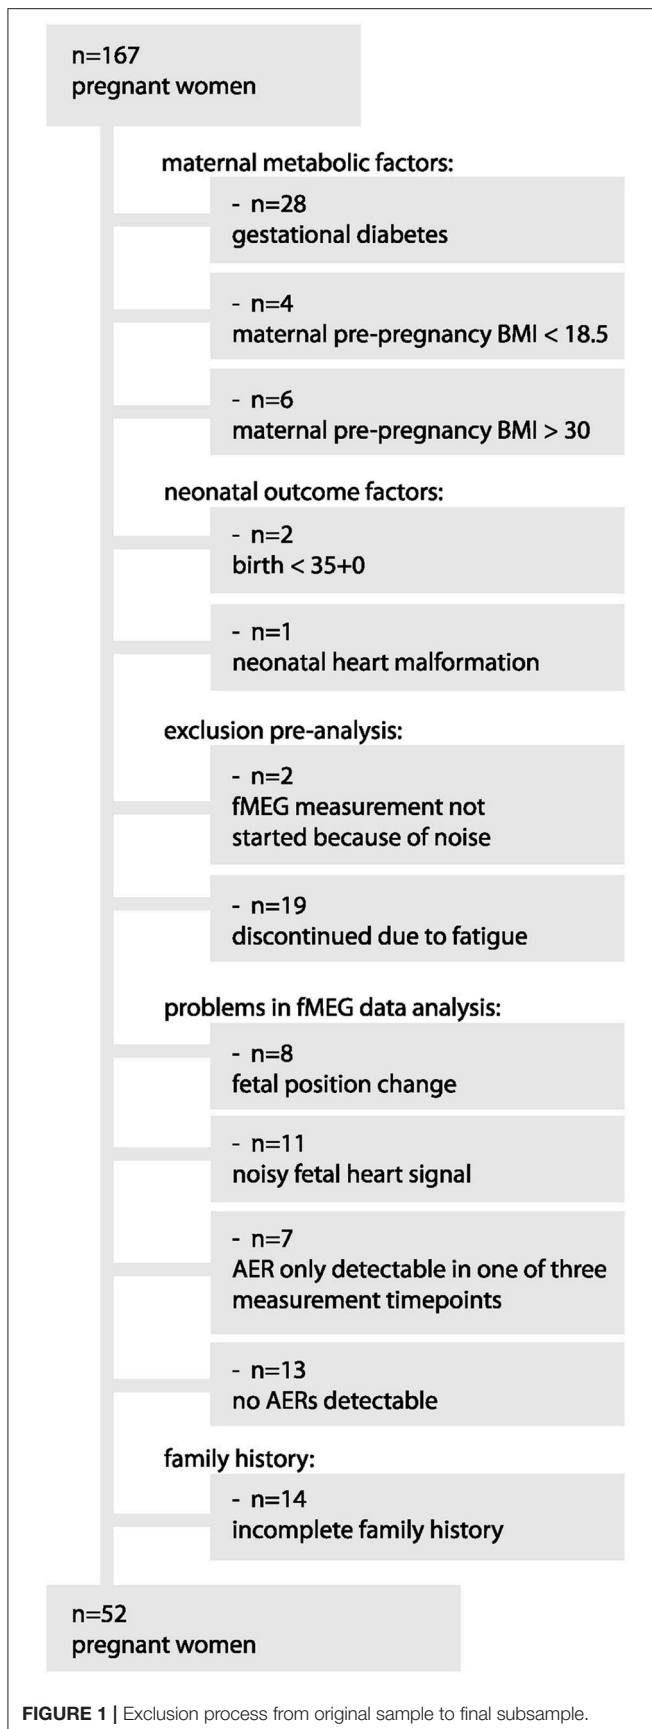 n=167
pregnant women
maternal metabolic factors:
- n=28
gestational diabetes
- n=4
maternal pre-pregnancy BMI < 18.5
- n=6
maternal pre-pregnancy BMI > 30
neonatal outcome factors:
- n=2
birth < 35+0
- n=1
neonatal heart malformation
exclusion pre-analysis:
- n=2
fMEG measurement not
started because of noise
- n=19
discontinued due to fatigue
problems in fMEG data analysis:
- n=8
fetal position change
- n=11
noisy fetal heart signal
- n=7
AER only detectable in one of three
measurement timepoints
- n=13
no AERs detectable
family history:
- n=14
incomplete family history
n=52
pregnant women
FIGURE 1 | Exclusion process from original sample to final subsample.